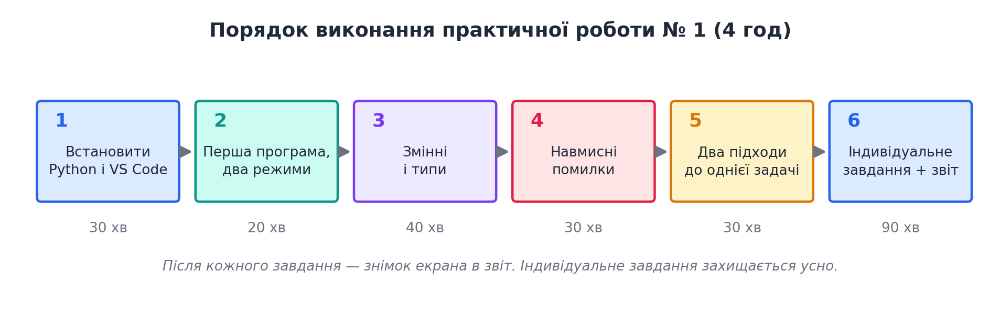 Порядок виконання практичної роботи № 1 (4 год)
1
Встановити
Python і VS Code
30 хв
2
Перша програма,
два режими
20 хв
3
Змінні
і типи
40 хв
4
Навмисні
помилки
30 хв
5
Два підходи
до однієї задачі
30 хв
6
Індивідуальне
завдання + звіт
90 хв
Після кожного завдання — знімок екрана в звіт. Індивідуальне завдання захищається усно.